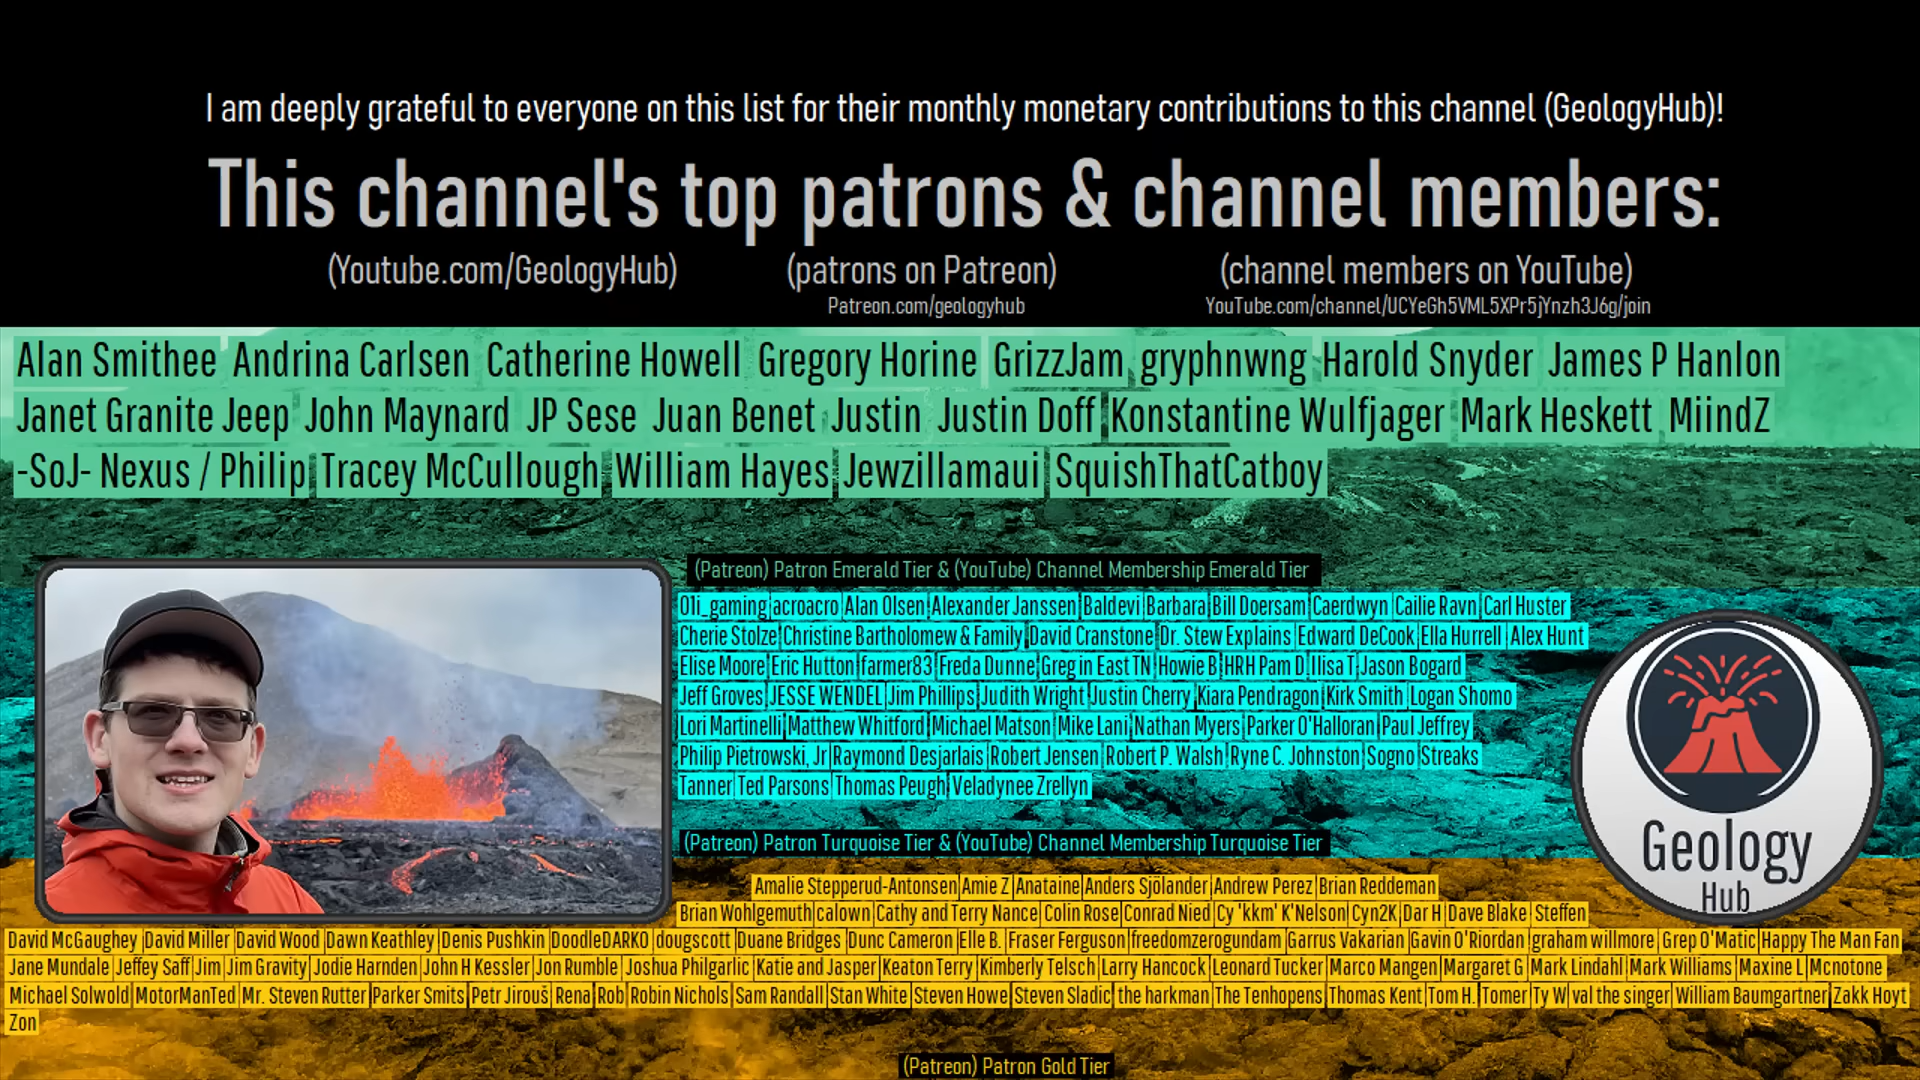 I am deeply grateful to everyone on this list for their monthly monetary contributions to this channel (GeologyHub)!
This channel's top patrons & channel members:
(Youtube.com/GeologyHub) (patrons on Patreon) (channel members on YouTube)
Patreon.com/geologyhub YouTube.com/channel/UCYeGh5VML5XPr5jYnzh3J6g/join
Alan Smithee Andrina Carlsen Catherine Howell Gregory Horine GrizzJam gryphnwng Harold Snyder James P Hanlon
Janet Granite Jeep John Maynard JP Sese Juan Benet Justin Justin Doff Konstantine Wulfjager Mark Heskett MiindZ
-SoJ- Nexus / Philip Tracey McCullough William Hayes Jewzillamaui SquishThatCatboy
(Patreon) Patron Emerald Tier & (YouTube) Channel Membership Emerald Tier
01i_gaming acroacro Alan Olsen Alexander Janssen Baldevi Barbara Bill Doersam Caerdwyn Cailie Ravn Carl Huster
Cherie Stolze Christine Bartholomew & Family David Cranstone Dr. Stew Explains Edward DeCook Ella Hurrell Alex Hunt
Elise Moore Eric Hutton farmer83 Freda Dunne Greg in East TN Howie B HRH Pam D Ilisa T Jason Bogard
Jeff Groves JESSE WENDEL Jim Phillips Judith Wright Justin Cherry Kiara Pendragon Kirk Smith Logan Shomo
Lori Martinelli Matthew Whitford Michael Matson Mike Lani Nathan Myers Parker O'Halloran Paul Jeffrey
Philip Pietrowski, Jr Raymond Desjarlais Robert Jensen Robert P. Walsh Ryne C. Johnston Sogno Streaks
Tanner Ted Parsons Thomas Peugh Veladynee Zrellyn
(Patreon) Patron Turquoise Tier & (YouTube) Channel Membership Turquoise Tier
Geology
Hub
Amalie Stepperud-Antonsen Amie Z Anataine Anders Sjölander Andrew Perez Brian Reddeman
Brian Wohlgemuth calown Cathy and Terry Nance Colin Rose Conrad Nied Cy 'kkm' K'Nelson Cyn2K Dar H Dave Blake Steffen
David McGaughey David Miller David Wood Dawn Keathley Denis Pushkin DoodleDARKO dougscott Duane Bridges Dunc Cameron Elle B. Fraser Ferguson freedomzerogundam Garrus Vakarian Gavin O'Riordan graham willmore Grep O'Matic Happy The Man Fan
Jane Mundale Jeffey Saff Jim Jim Gravity Jodie Harnden John H Kessler Jon Rumble Joshua Philgarlic Katie and Jasper Keaton Terry Kimberly Telsch Larry Hancock Leonard Tucker Marco Mangen Margaret G Mark Lindahl Mark Williams Maxine L Mcnotone
Michael Solwold MotorManTed Mr. Steven Rutter Parker Smits Petr Jirouš Rena Rob Robin Nichols Sam Randall Stan White Steven Howe Steven Sladic the harkman The Tenhopens Thomas Kent Tom H. Tomer Ty W val the singer William Baumgartner Zakk Hoyt
Zon
(Patreon) Patron Gold Tier